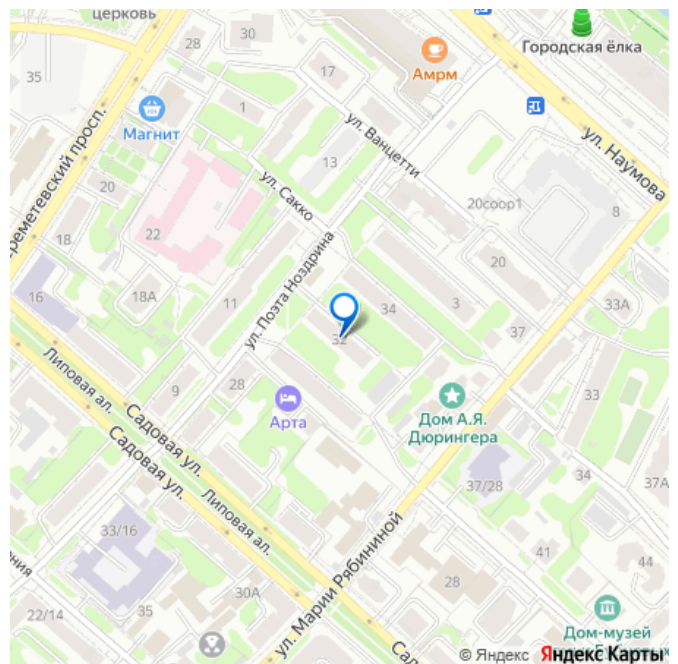 церковь
30
28
Городская ёлка
Амрм
35
17
1
Магнит
ул. Ванцетти
ул. Наумова
13
ул. Сакко
20
20соор1
8
22
18
20
ул. Поэта Ноздрина
16
18А
11
34
3
33А
32
37
Липовая ал.
9
28
Арта
Дом А.Я.
Дюрингера
33
Садовая ул.
Садовая ул.
37/28
34
37А
Липовая ал.
33/16
ул. Марии Рябининой
41
44
28
22/14
35
30А
Дом-музей
© Яндекс Яндекс Карты